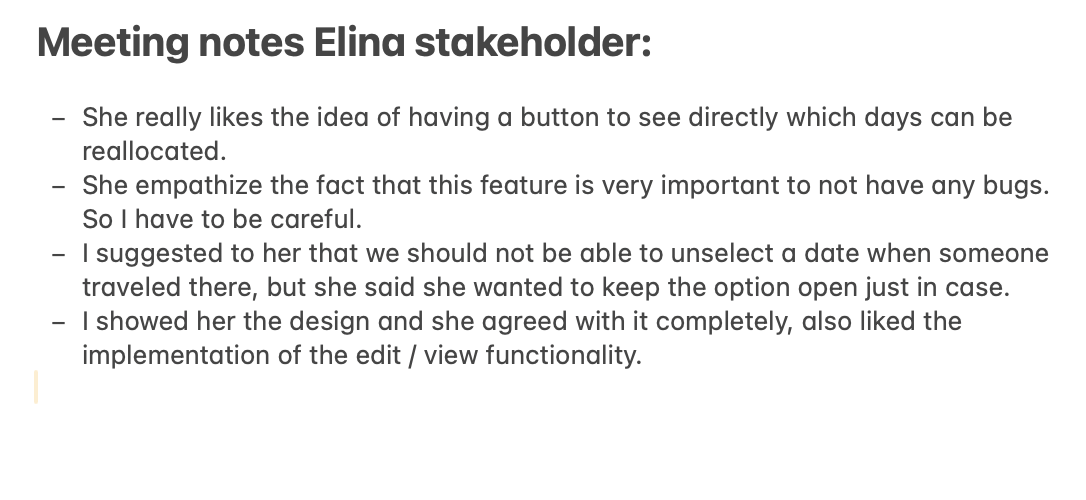 Meeting notes Elina stakeholder:
– She really likes the idea of having a button to see directly which days can be
reallocated.
– She empathize the fact that this feature is very important to not have any bugs.
So I have to be careful.
– I suggested to her that we should not be able to unselect a date when someone
traveled there, but she said she wanted to keep the option open just in case.
– I showed her the design and she agreed with it completely, also liked the
implementation of the edit / view functionality.